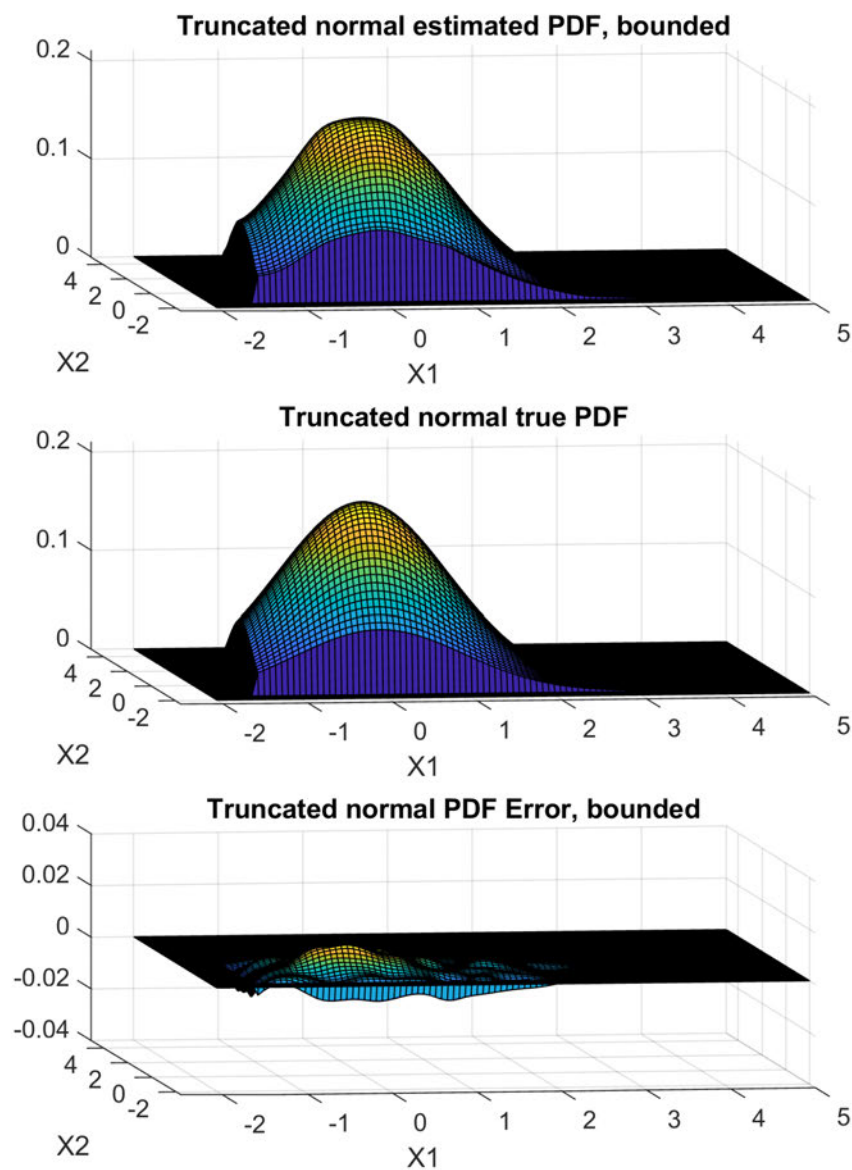 Truncated normal estimated PDF, bounded
0.2
0.1
0
4
2
0
-2
X2
-2 -1 0 1 2 3 4 5
X1
Truncated normal true PDF
0.2
0.1
0
4
2
0
-2
X2
-2 -1 0 1 2 3 4 5
X1
Truncated normal PDF Error, bounded
0.04
0.02
0
-0.02
-0.04
4
2
0
-2
X2
-2 -1 0 1 2 3 4 5
X1